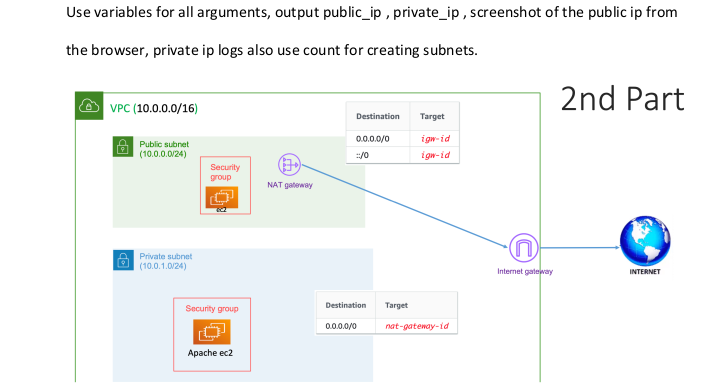 Use variables for all arguments, output public_ip , private_ip , screenshot of the public ip from
the browser, private ip logs also use count for creating subnets.
2nd Part
VPC (10.0.0.0/16)
Destination Target
0.0.0.0/0 igw-id
::/0 igw-id
Public subnet
(10.0.0.0/24)
Security
group
ec2
NAT gateway
Internet gateway
INTERNET
Private subnet
(10.0.1.0/24)
Security group
Apache ec2
Destination Target
0.0.0.0/0 nat-gateway-id